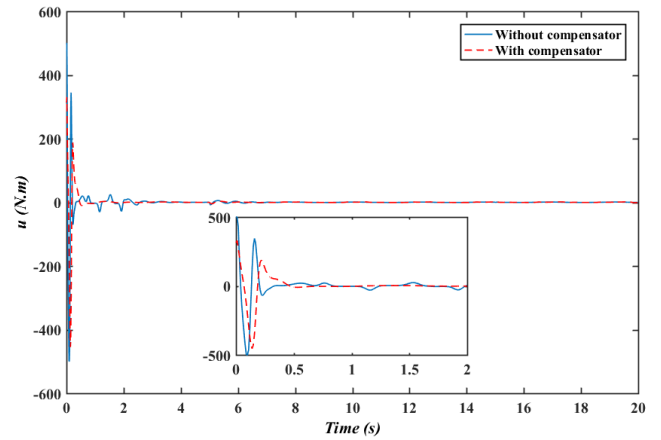 600
Without compensator
With compensator
400
200
u (N.m)
0
500
0
-500
0 0.5 1 1.5 2
-200
-400
-600
0 2 4 6 8 10 12 14 16 18 20
Time (s)